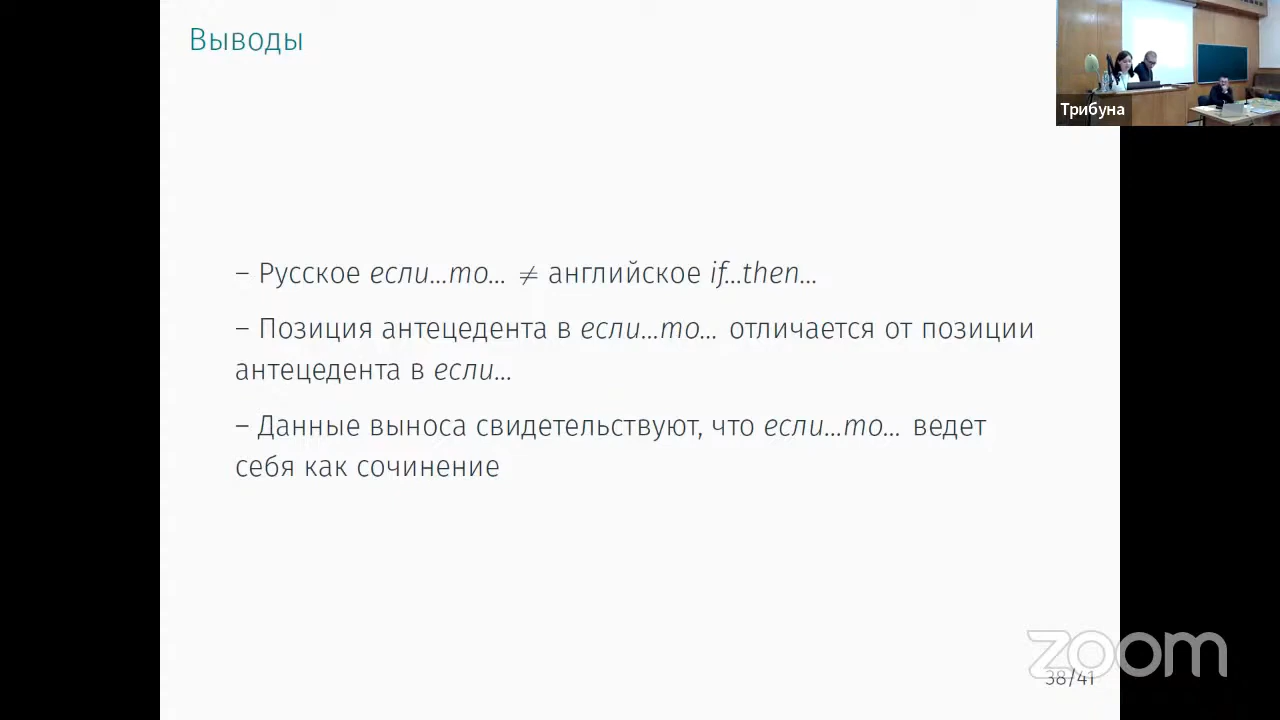 Выводы
Трибуна
– Русское если...то... ≠ английское if...then...
– Позиция антецедента в если...то... отличается от позиции
антецедента в если...
– Данные выноса свидетельствуют, что если...то... ведет
себя как сочинение
zoom
38/41